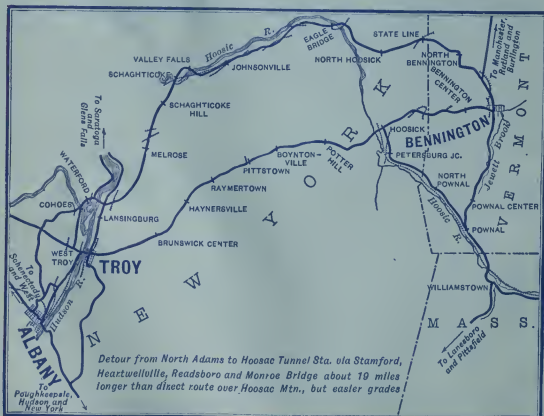 Hoosic R.
EAGLE
BRIDGE
STATE LINE
To Manchester,
Rutland and
Burlington
VALLEY FALLS
SCHAGHTICOKE
JOHNSONVILLE
NORTH HOOSICK
NORTH
BENNINGTON
BENNINGTON
CENTER
To Saratoga
and
Glens Falls
SCHAGHTICOKE
HILL
HOOSICK
BENNINGTON
PETERSBURG JC.
MELROSE
BOYNTON-
VILLE
POTTER
HILL
PITTSTOWN
NORTH
POWNAL
Jewett Brook
WATERFORD
RAYMERTOWN
COHOES
LANSINGBURG
HAYNERSVILLE
Hoosic R.
POWNAL CENTER
POWNAL
BRUNSWICK CENTER
WEST
TROY
TROY
NEW YORK
VERMONT
To
Schenectady
and West
Hudson R.
WILLIAMSTOWN
MASS.
ALBANY
To Lanesboro
and Pittsfield
Detour from North Adams to Hoosac Tunnel Sta. via Stamford,
Heartwellville, Readsboro and Monroe Bridge about 19 miles
longer than direct route over Hoosac Mtn., but easier grades
To
Poughkeepsie,
Hudson and
New York